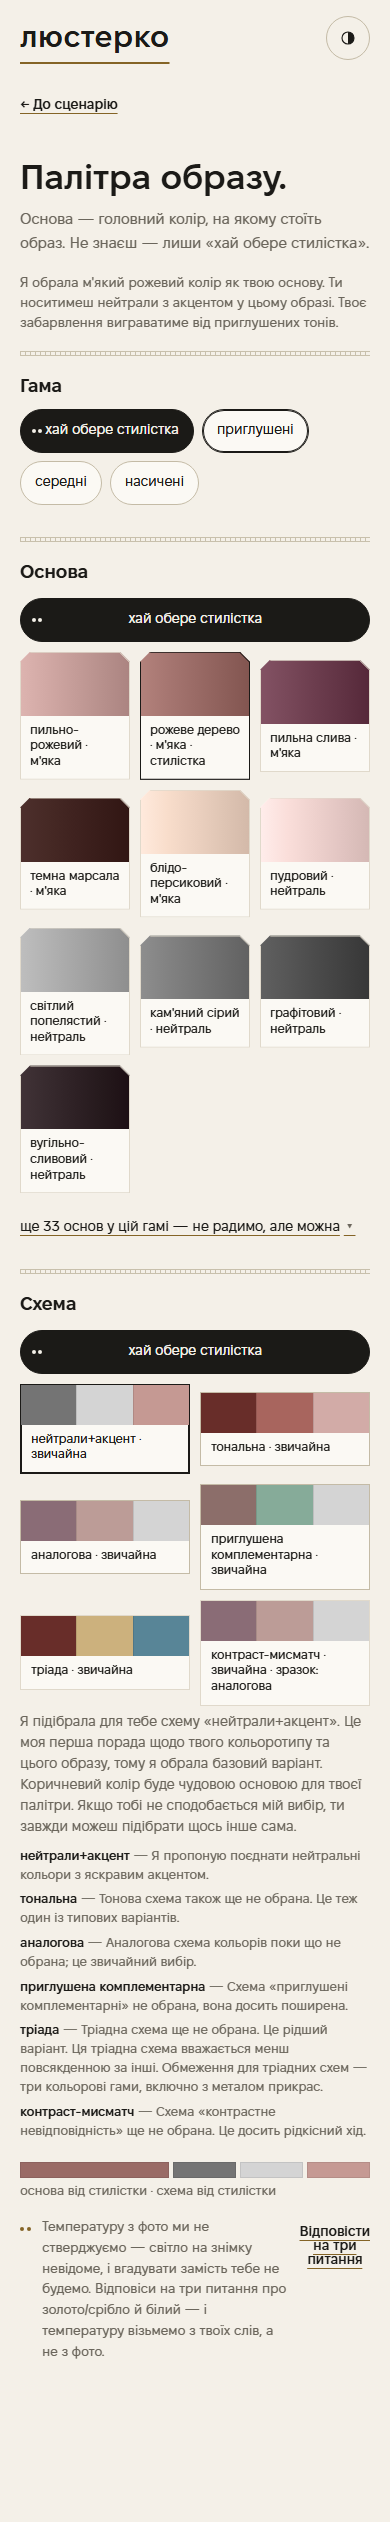 люстерко
← До сценарію
Палітра образу.
Основа — головний колір, на якому стоїть
образ. Не знаєш — лиши «хай обере стилістка».
Я обрала м'який рожевий колір як твою основу. Ти
носитимеш нейтрали з акцентом у цьому образі. Твоє
забарвлення виграватиме від приглушених тонів.
Гама
хай обере стилістка
приглушені
середні
насичені
Основа
хай обере стилістка
пильно-
рожевий ·
м'яка
рожеве дерево
· м'яка ·
стилістка
пильна слива ·
м'яка
темна марсала
· м'яка
блідо-
персиковий ·
м'яка
пудровий ·
нейтраль
світлий
попелястий ·
нейтраль
кам'яний сірий
· нейтраль
графітовий ·
нейтраль
вугільно-
сливовий ·
нейтраль
ще 33 основ у цій гамі — не радимо, але можна ▾
Схема
хай обере стилістка
нейтрали+акцент ·
звичайна
тональна · звичайна
аналогова · звичайна
приглушена
комплементарна ·
звичайна
тріада · звичайна
контраст-мисматч ·
звичайна · зразок:
аналогова
Я підібрала для тебе схему «нейтрали+акцент». Це
моя перша порада щодо твого кольоротипу та
цього образу, тому я обрала базовий варіант.
Коричневий колір буде чудовою основою для твоєї
палітри. Якщо тобі не сподобається мій вибір, ти
завжди можеш підібрати щось інше сама.
нейтрали+акцент — Я пропоную поєднати нейтральні
кольори з яскравим акцентом.
тональна — Тонова схема також ще не обрана. Це теж
один із типових варіантів.
аналогова — Аналогова схема кольорів поки що не
обрана; це звичайний вибір.
приглушена комплементарна — Схема «приглушені
комплементарні» не обрана, вона досить поширена.
тріада — Тріадна схема ще не обрана. Це рідший
варіант. Ця тріадна схема вважається менш
повсякденною за інші. Обмеження для тріадних схем —
три кольорові гами, включно з металом прикрас.
контраст-мисматч — Схема «контрастне
невідповідність» ще не обрана. Це досить рідкісний хід.
основа від стилістки · схема від стилістки
Температуру з фото ми не
стверджуємо — світло на знімку
невідоме, і вгадувати замість тебе не
будемо. Відповіси на три питання про
золото/срібло й білий — і
температуру візьмемо з твоїх слів, а
не з фото.
Відповісти
на три
питання